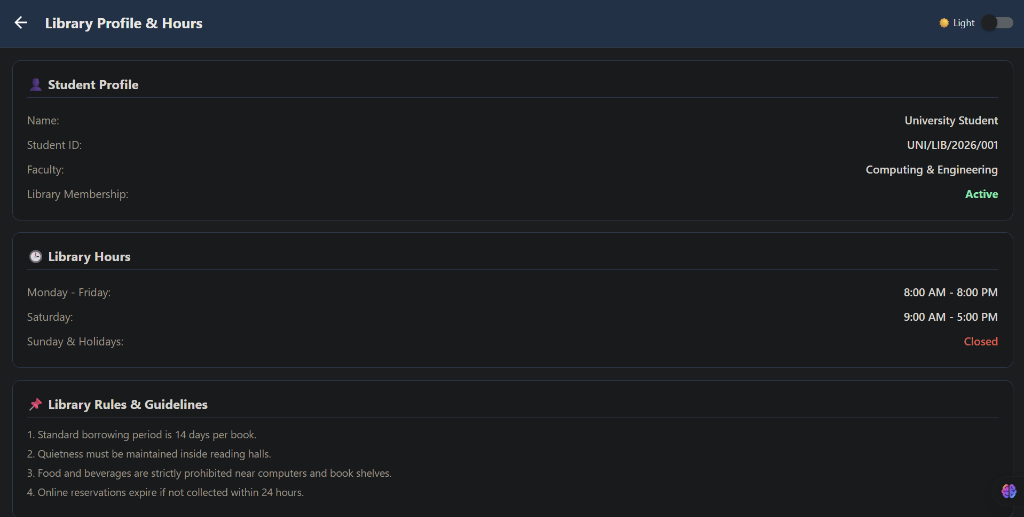 Library Profile & Hours
Light
Student Profile
Name: University Student
Student ID: UNI/LIB/2026/001
Faculty: Computing & Engineering
Library Membership: Active
Library Hours
Monday - Friday: 8:00 AM - 8:00 PM
Saturday: 9:00 AM - 5:00 PM
Sunday & Holidays: Closed
Library Rules & Guidelines
1. Standard borrowing period is 14 days per book.
2. Quietness must be maintained inside reading halls.
3. Food and beverages are strictly prohibited near computers and book shelves.
4. Online reservations expire if not collected within 24 hours.